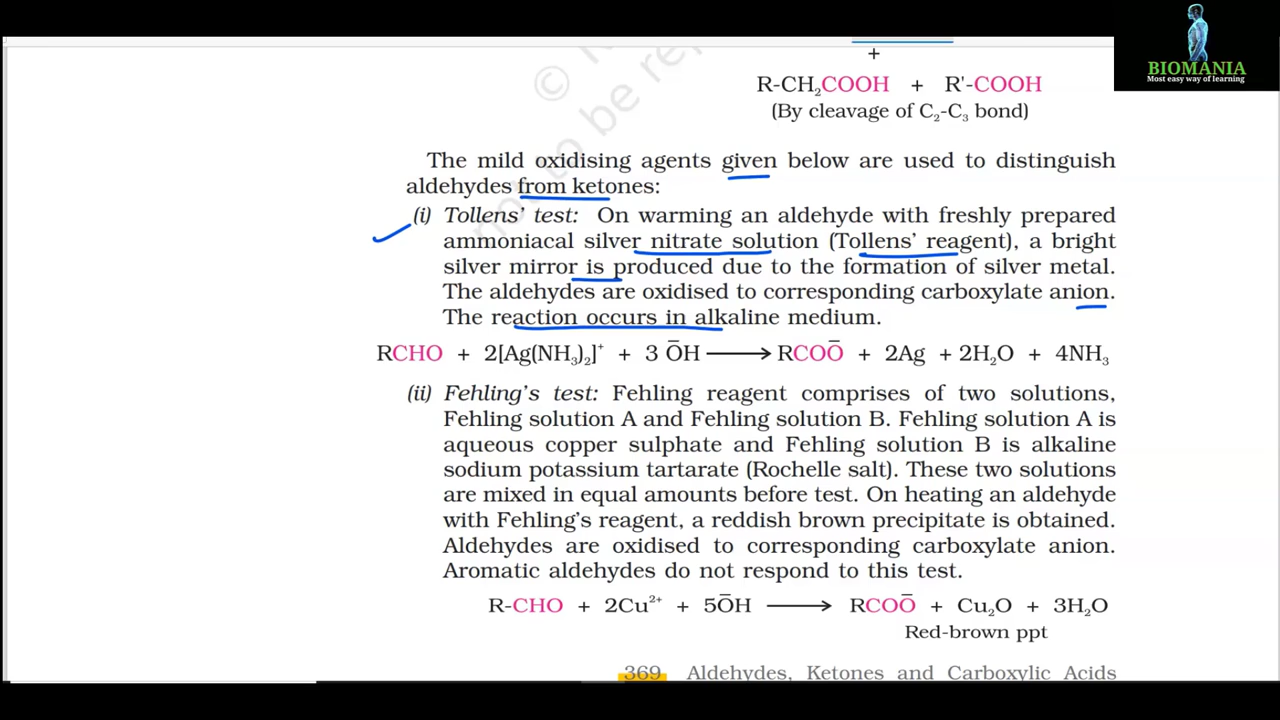 BIOMANIA
Most easy way of learning
+
R-CH₂COOH + R'-COOH
(By cleavage of C₂-C₃ bond)
© 
not to be re
The mild oxidising agents given below are used to distinguish
aldehydes from ketones:
(i) Tollens' test: On warming an aldehyde with freshly prepared
ammoniacal silver nitrate solution (Tollens' reagent), a bright
silver mirror is produced due to the formation of silver metal.
The aldehydes are oxidised to corresponding carboxylate anion.
The reaction occurs in alkaline medium.
RCHO + 2[Ag(NH₃)₂]⁺ + 3 ŌH ⟶ RCOŌ + 2Ag + 2H₂O + 4NH₃
(ii) Fehling's test: Fehling reagent comprises of two solutions,
Fehling solution A and Fehling solution B. Fehling solution A is
aqueous copper sulphate and Fehling solution B is alkaline
sodium potassium tartarate (Rochelle salt). These two solutions
are mixed in equal amounts before test. On heating an aldehyde
with Fehling's reagent, a reddish brown precipitate is obtained.
Aldehydes are oxidised to corresponding carboxylate anion.
Aromatic aldehydes do not respond to this test.
R-CHO + 2Cu²⁺ + 5ŌH ⟶ RCOŌ + Cu₂O + 3H₂O
Red-brown ppt
369 Aldehydes, Ketones and Carboxylic Acids